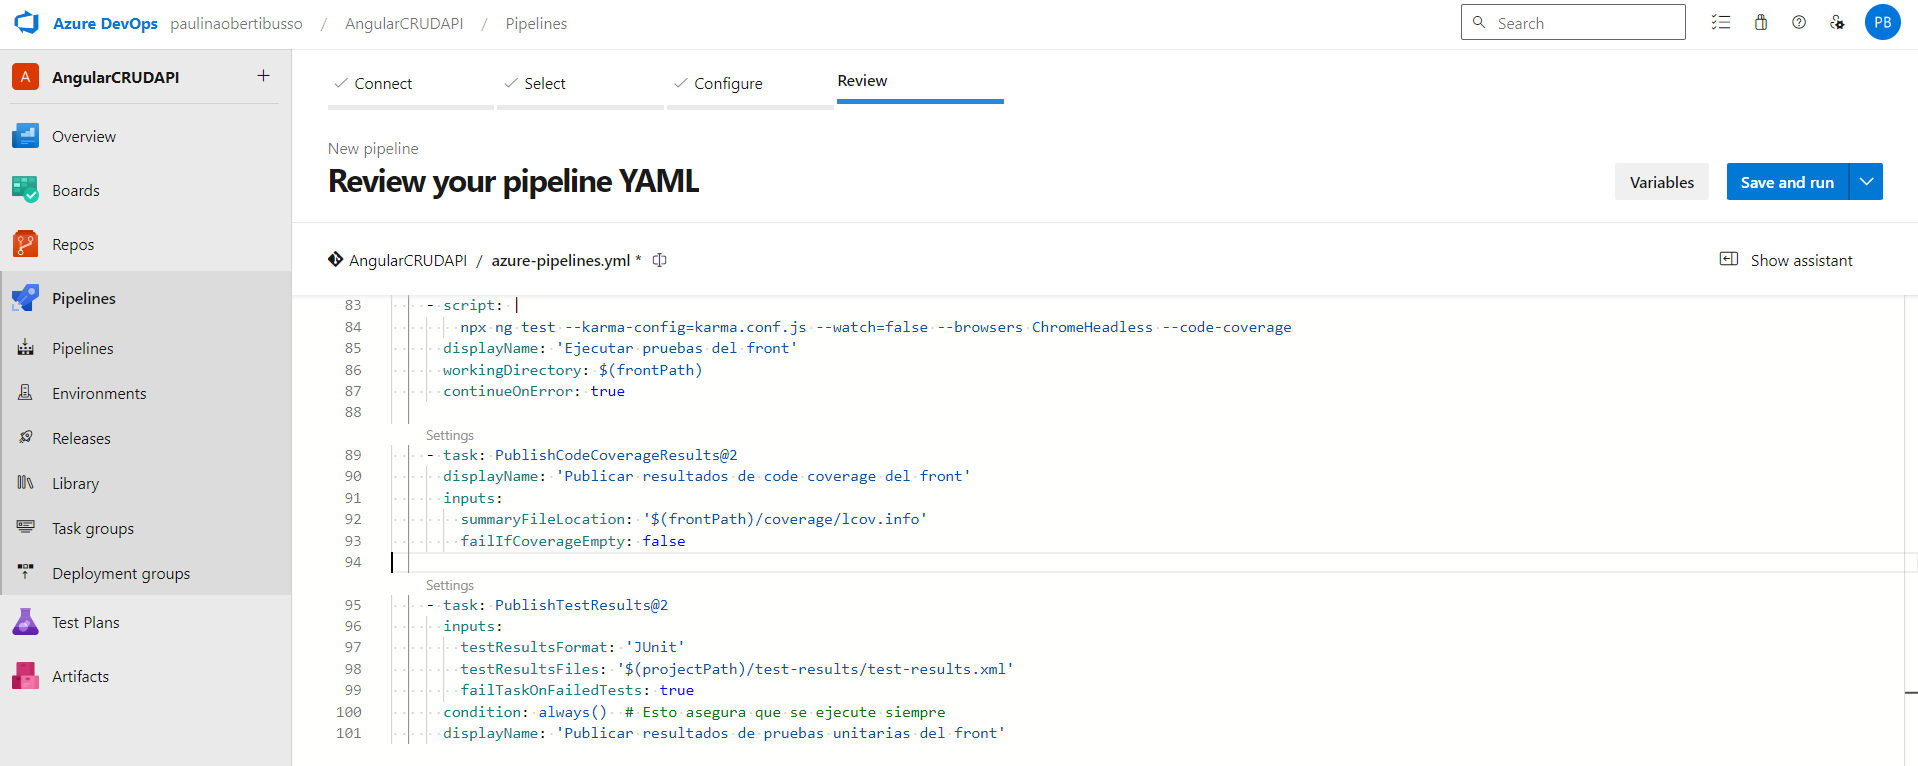 Azure DevOps paulinaobertibusso / AngularCRUDAPI / Pipelines
Search
PB
A AngularCRUDAPI +
Overview
Boards
Repos
Pipelines
Pipelines
Environments
Releases
Library
Task groups
Deployment groups
Test Plans
Artifacts
Connect
Select
Configure
Review
New pipeline
Review your pipeline YAML
Variables
Save and run
AngularCRUDAPI / azure-pipelines.yml *
Show assistant
83 - script: |
84 npx ng test --karma-config=karma.conf.js --watch=false --browsers ChromeHeadless --code-coverage
85 displayName: 'Ejecutar pruebas del front'
86 workingDirectory: $(frontPath)
87 continueOnError: true
88
Settings
89 - task: PublishCodeCoverageResults@2
90 displayName: 'Publicar resultados de code coverage del front'
91 inputs:
92 summaryFileLocation: '$(frontPath)/coverage/lcov.info'
93 failIfCoverageEmpty: false
94
Settings
95 - task: PublishTestResults@2
96 inputs:
97 testResultsFormat: 'JUnit'
98 testResultsFiles: '$(projectPath)/test-results/test-results.xml'
99 failTaskOnFailedTests: true
100 condition: always() # Esto asegura que se ejecute siempre
101 displayName: 'Publicar resultados de pruebas unitarias del front'